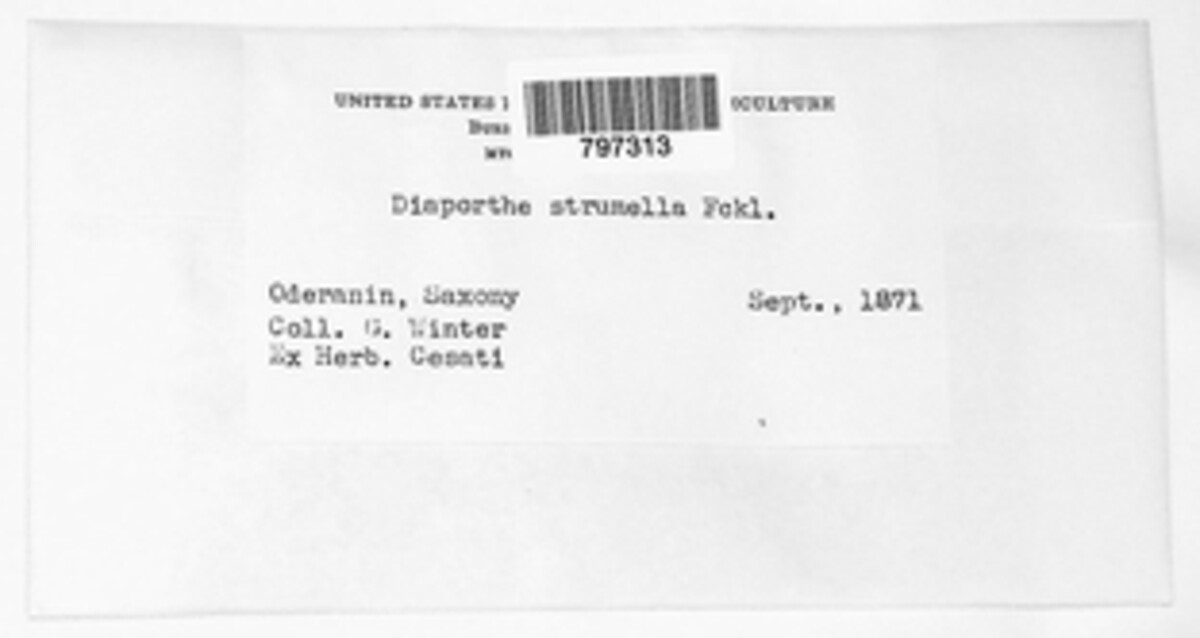 UNITED STATES
CULTURE
797313
Diaporthe strumella Fckl.
Oderanin, Saxony
Sept., 1871
Coll. G. Winter
Ex Herb. Cesati